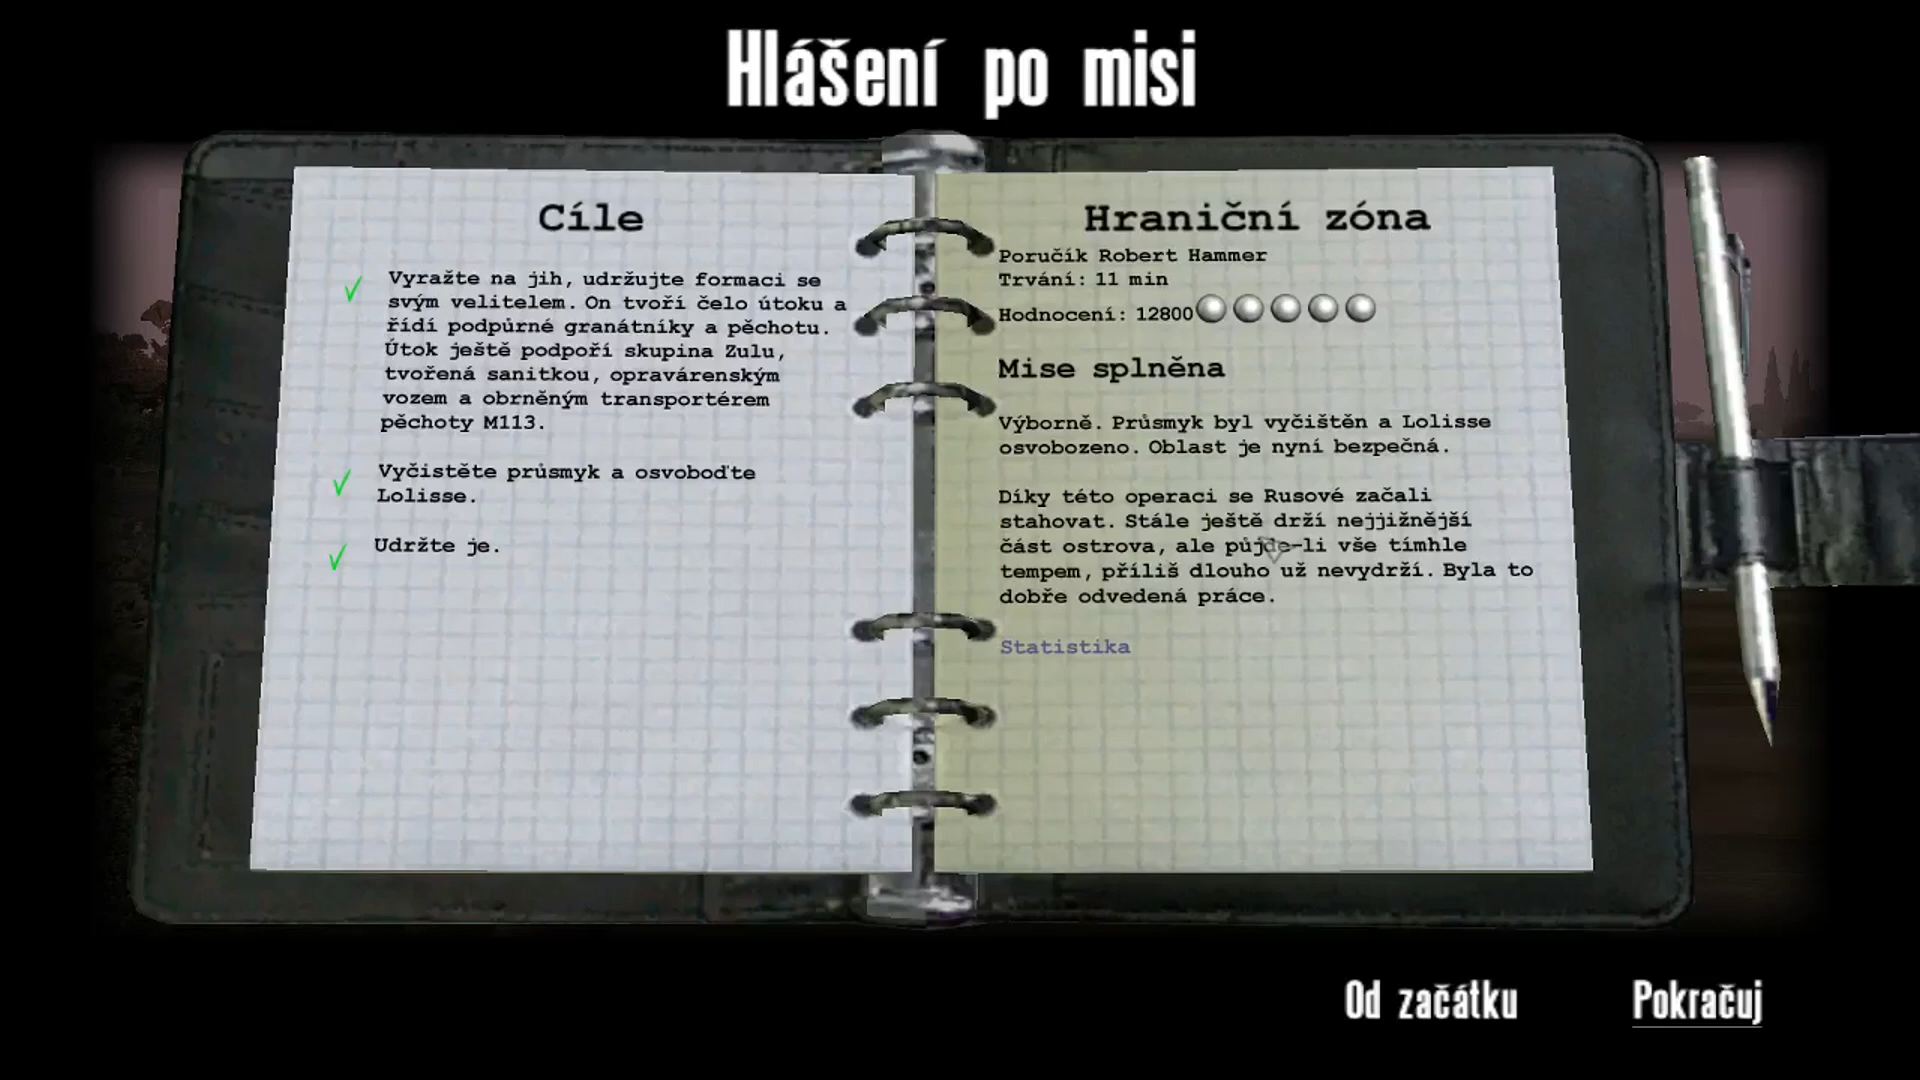 Hlášení po misi
Cíle
Vyražte na jih, udržujte formaci se
svým velitelem. On tvoří čelo útoku a
řídí podpůrné granátníky a pěchotu.
Útok ještě podpoří skupina Zulu,
tvořená sanitkou, opravárenským
vozem a obrněným transportérem
pěchoty M113.
Vyčistěte průsmyk a osvoboďte
Lolisse.
Udržte je.
Hraniční zóna
Poručík Robert Hammer
Trvání: 11 min
Hodnocení: 12800
Mise splněna
Výborně. Průsmyk byl vyčištěn a Lolisse
osvobozeno. Oblast je nyní bezpečná.
Díky této operaci se Rusové začali
stahovat. Stále ještě drží nejjižnější
část ostrova, ale půjde-li vše tímhle
tempem, příliš dlouho už nevydrží. Byla to
dobře odvedená práce.
Statistika
Od začátku
Pokračuj